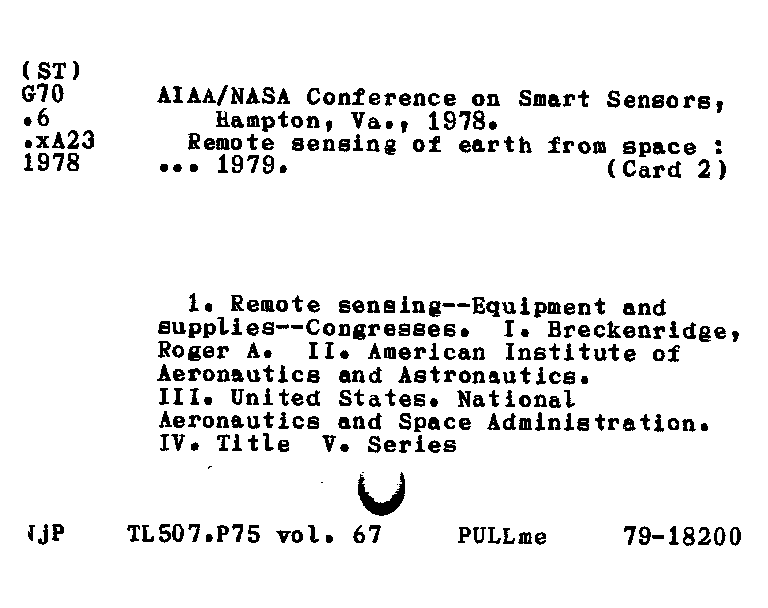 (ST)
G70 AIAA/NASA Conference on Smart Sensors,
.6 Hampton, Va., 1978.
.xA23 Remote sensing of earth from space :
1978 ... 1979. (Card 2)
1. Remote sensing--Equipment and
supplies--Congresses. I. Breckenridge,
Roger A. II. American Institute of
Aeronautics and Astronautics.
III. United States. National
Aeronautics and Space Administration.
IV. Title V. Series
NjP TL507.P75 vol. 67 PULLme 79-18200